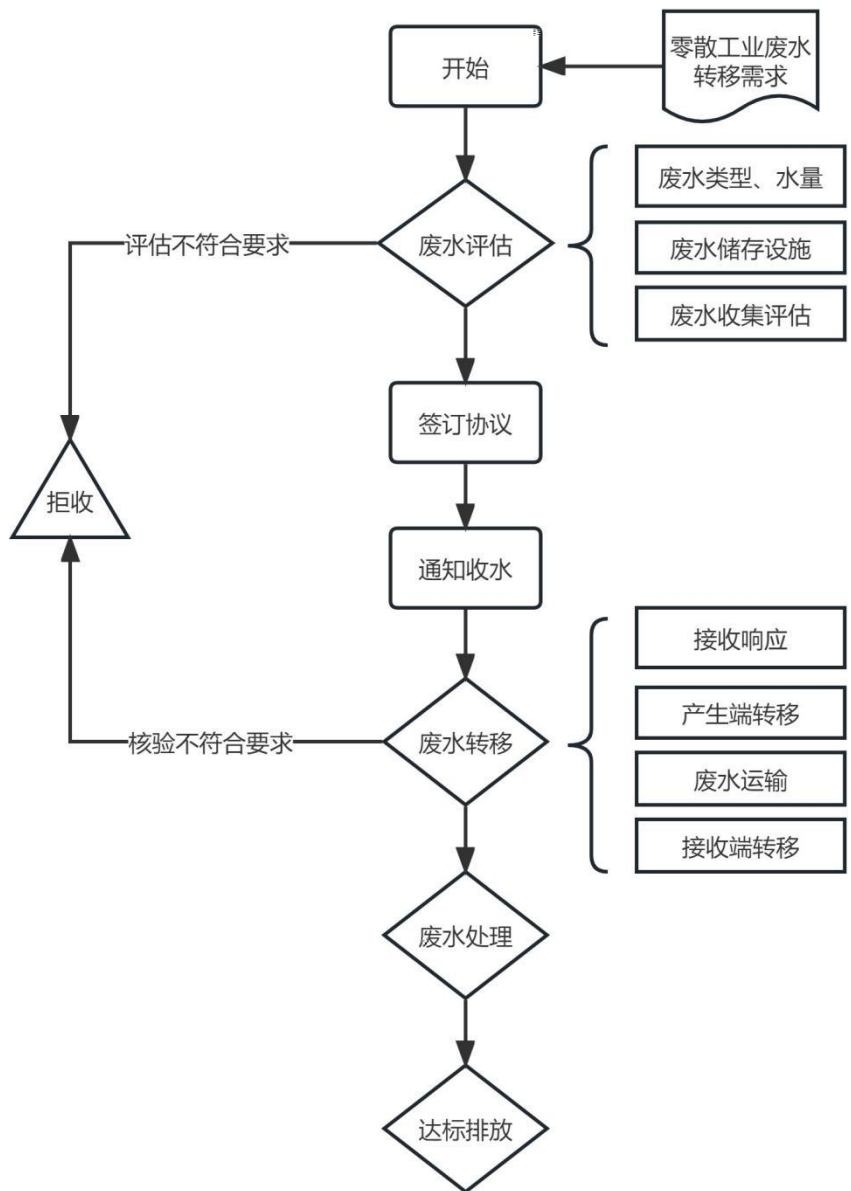 开始
零散工业废水
转移需求
废水评估
废水类型、水量
废水储存设施
废水收集评估
评估不符合要求
签订协议
拒收
通知收水
废水转移
接收响应
产生端转移
废水运输
接收端转移
核验不符合要求
废水处理
达标排放